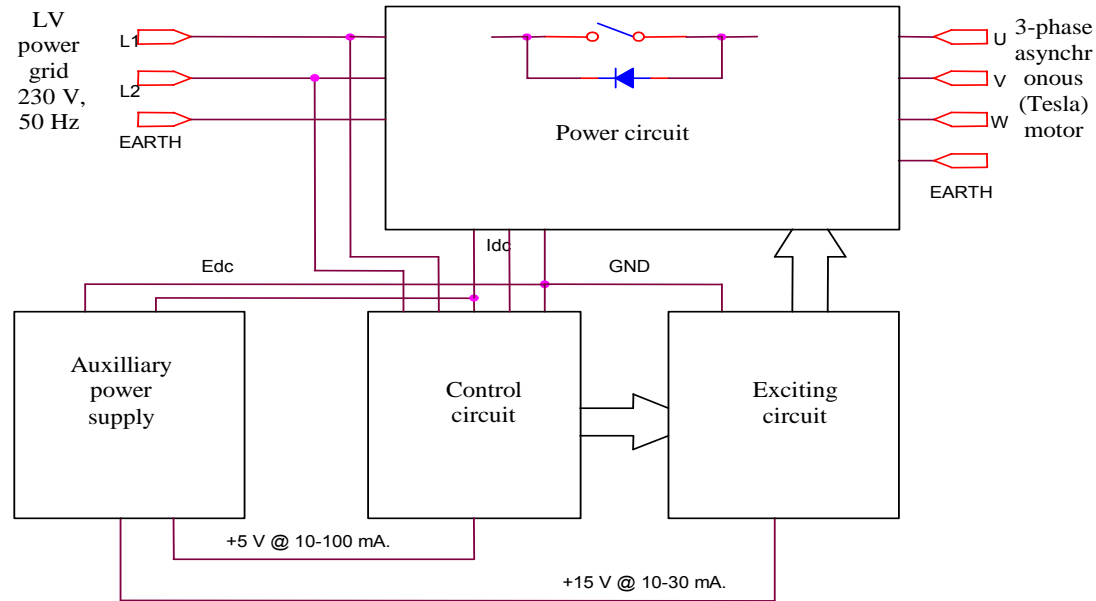 LV
power
grid
230 V,
50 Hz
L1
L2
EARTH
Power circuit
U
V
W
EARTH
3-phase
asynchr
onous
(Tesla)
motor
Idc
Edc
GND
Auxilliary
power
supply
Control
circuit
Exciting
circuit
+5 V @ 10-100 mA.
+15 V @ 10-30 mA.